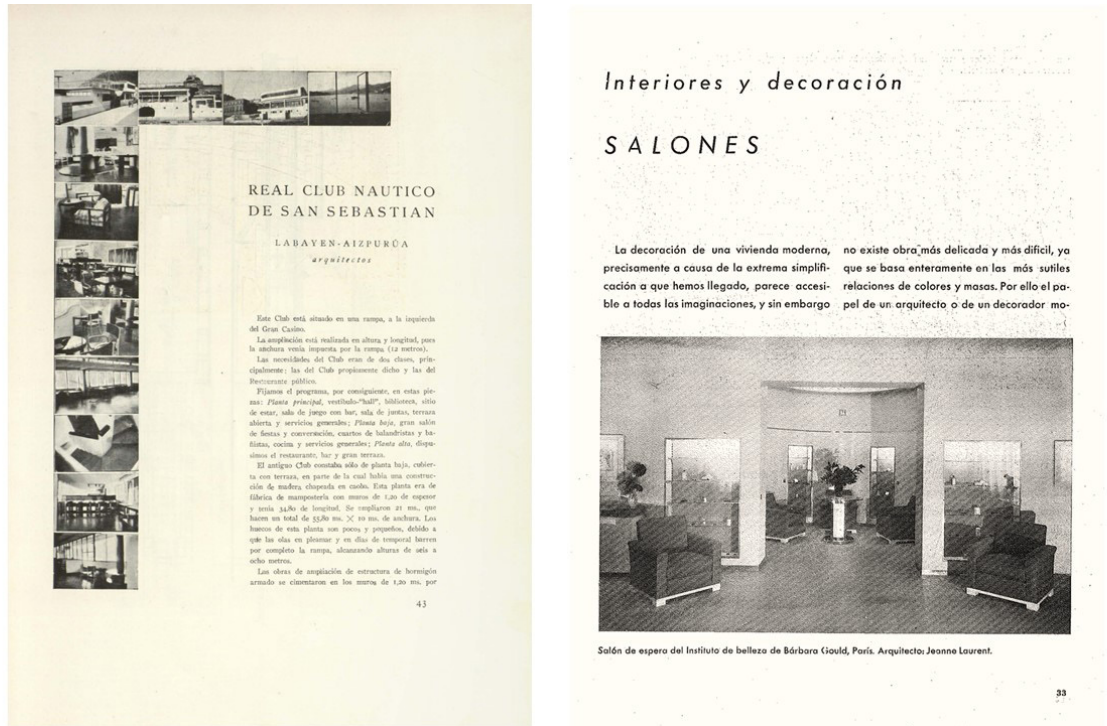 REAL CLUB NAUTICO
DE SAN SEBASTIAN
LABAYEN-AIZPURÚA
arquitectos
Este Club está situado en una rampa, a la izquierda
del Gran Casino.
La ampliación está realizada en altura y longitud, pues
la anchura venía impuesta por la rampa (12 metros).
Las necesidades del Club eran de dos clases, prin-
cipalmente: las del Club propiamente dicho y las del
Restaurante público.
Fijamos el programa, por consiguiente, en estas pie-
zas: Planta principal, vestíbulo-"hall", biblioteca, sitio
de estar, sala de juego con bar, sala de juntas, terraza
abierta y servicios generales; Planta baja, gran salón
de fiestas y conversación, cuartos de balandristas y ba-
ñistas, cocina y servicios generales; Planta alta, dispu-
simos el restaurante, bar y gran terraza.
El antiguo Club constaba sólo de planta baja, cubier-
ta con terraza, en parte de la cual había una construc-
ción de madera chapeada en caoba. Esta planta era de
fábrica de mampostería con muros de 1,20 de espesor
y tenía 34,80 de longitud. Se ampliaron 21 ms., que
hacen un total de 55,80 ms. × 10 ms. de anchura. Los
huecos de esta planta son pocos y pequeños, debido a
que las olas en pleamar y en días de temporal barren
por completo la rampa, alcanzando alturas de seis a
ocho metros.
Las obras de ampliación de estructura de hormigón
armado se cimentaron en los muros de 1,20 ms. por
43
Interiores y decoración
SALONES
La decoración de una vivienda moderna,
precisamente a causa de la extrema simplifi-
cación a que hemos llegado, parece accesi-
ble a todas las imaginaciones, y sin embargo
no existe obra más delicada y más difícil, ya
que se basa enteramente en las más sutiles
relaciones de colores y masas. Por ello el pa-
pel de un arquitecto o de un decorador mo-
Salón de espera del Instituto de belleza de Bárbara Gould, París. Arquitecto: Jeanne Laurent.
33